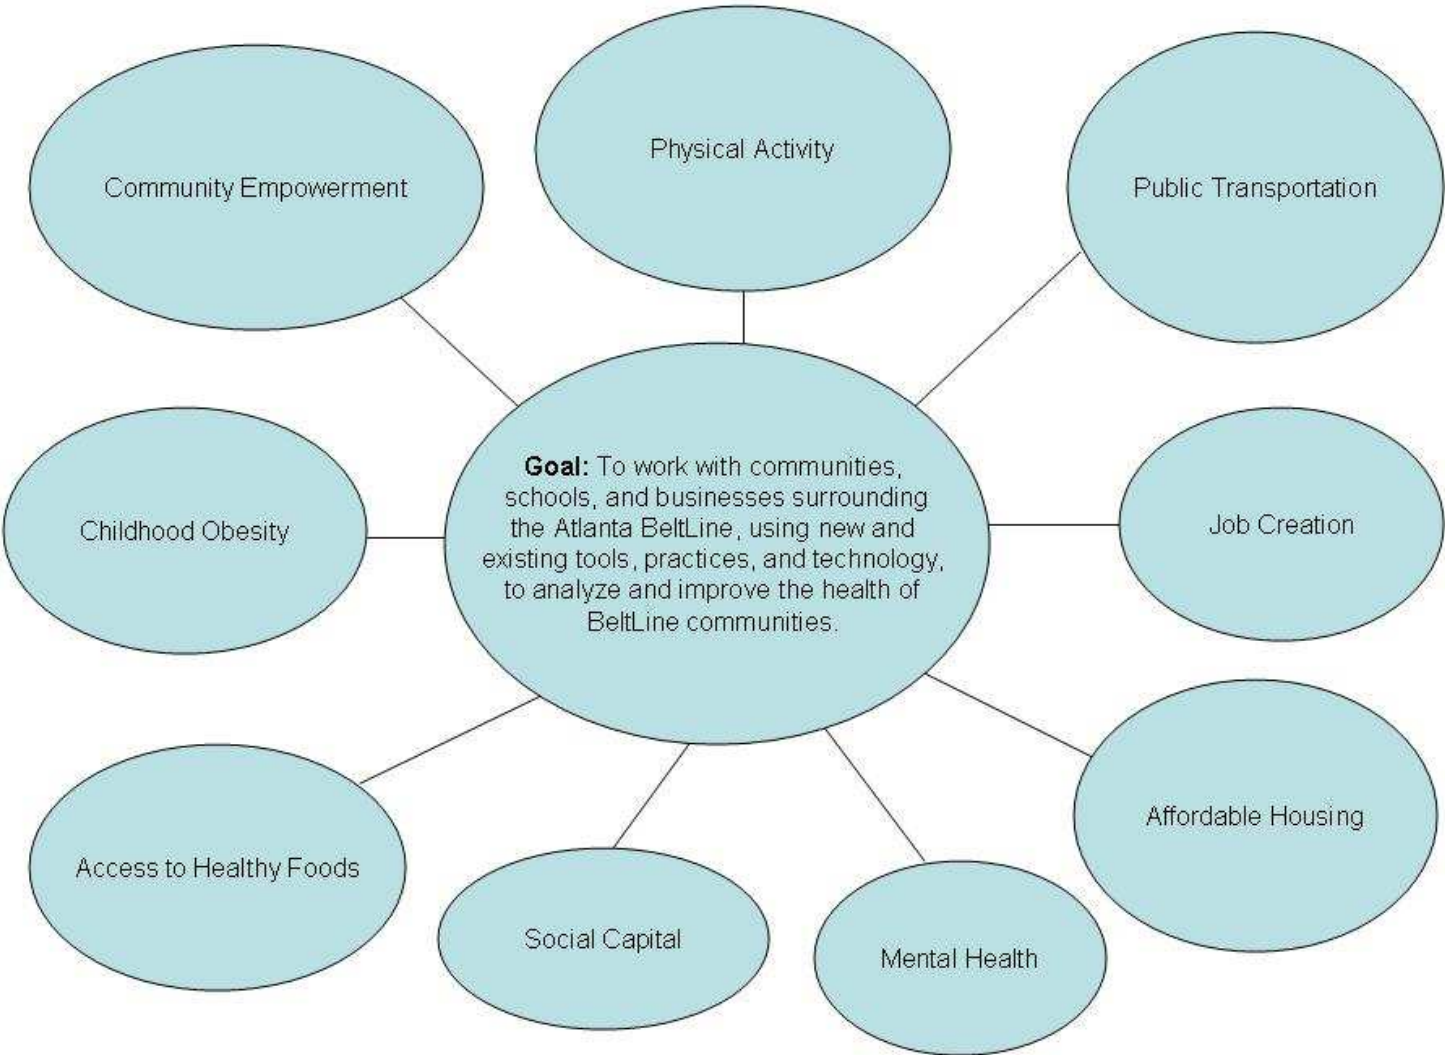 Physical Activity
Community Empowerment
Public Transportation
Goal: To work with communities,
schools, and businesses surrounding
the Atlanta BeltLine, using new and
existing tools, practices, and technology,
to analyze and improve the health of
BeltLine communities.
Childhood Obesity
Job Creation
Affordable Housing
Access to Healthy Foods
Social Capital
Mental Health